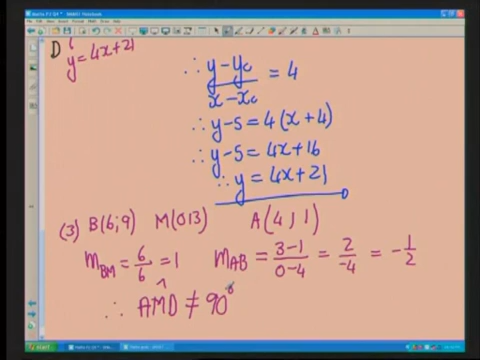 D
y = 4x + 21
∴ y - yc / x - xc = 4
∴ y - 5 = 4(x + 4)
∴ y - 5 = 4x + 16
∴ y = 4x + 21
(3) B(6;9) M(0;3) A(4;1)
mBM = 6/6 = 1 mAB = 3-1/0-4 = 2/-4 = -1/2
∴ AM̂D ≠ 90°